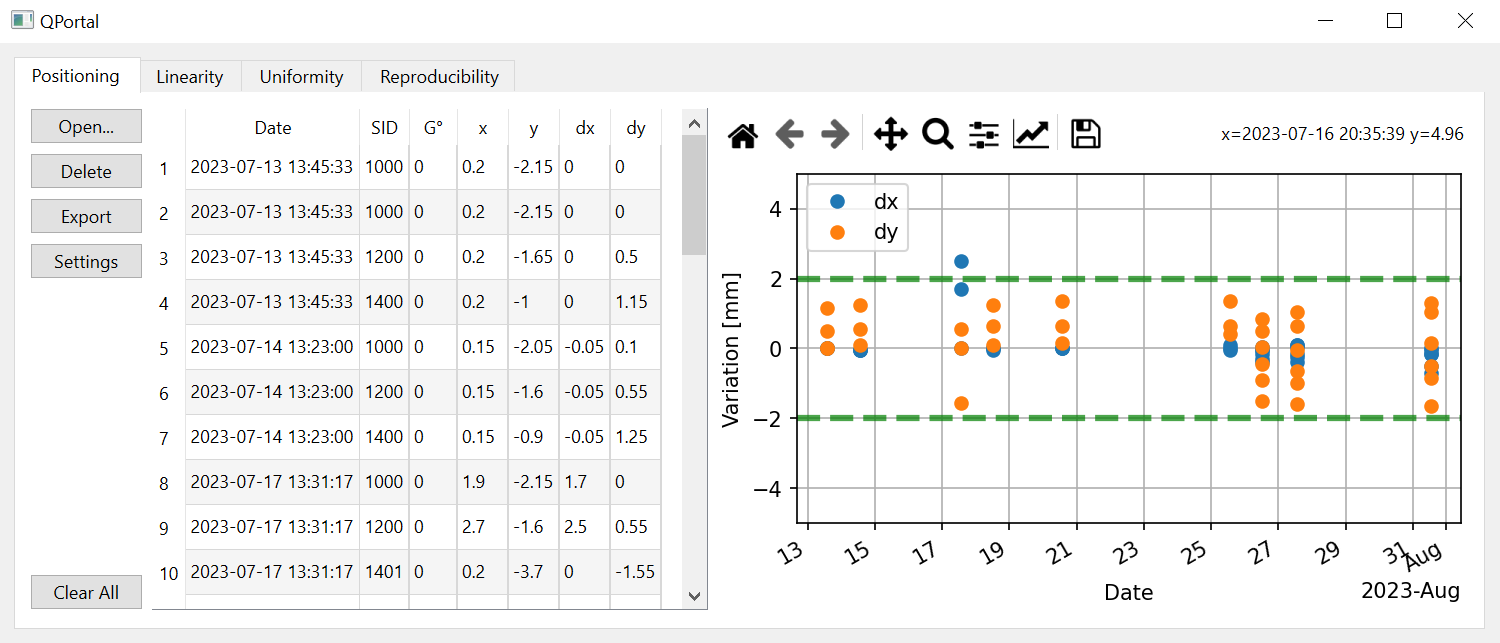 QPortal
Positioning Linearity Uniformity Reproducibility
Open...
Delete
Export
Settings
Clear All
Date SID G° x y dx dy
1 2023-07-13 13:45:33 1000 0 0.2 -2.15 0 0
2 2023-07-13 13:45:33 1000 0 0.2 -2.15 0 0
3 2023-07-13 13:45:33 1200 0 0.2 -1.65 0 0.5
4 2023-07-13 13:45:33 1400 0 0.2 -1 0 1.15
5 2023-07-14 13:23:00 1000 0 0.15 -2.05 -0.05 0.1
6 2023-07-14 13:23:00 1200 0 0.15 -1.6 -0.05 0.55
7 2023-07-14 13:23:00 1400 0 0.15 -0.9 -0.05 1.25
8 2023-07-17 13:31:17 1000 0 1.9 -2.15 1.7 0
9 2023-07-17 13:31:17 1200 0 2.7 -1.6 2.5 0.55
10 2023-07-17 13:31:17 1401 0 0.2 -3.7 0 -1.55
x=2023-07-16 20:35:39 y=4.96
dx
dy
Variation [mm]
4
2
0
−2
−4
13 15 17 19 21 23 25 27 29 31 Aug
Date
2023-Aug